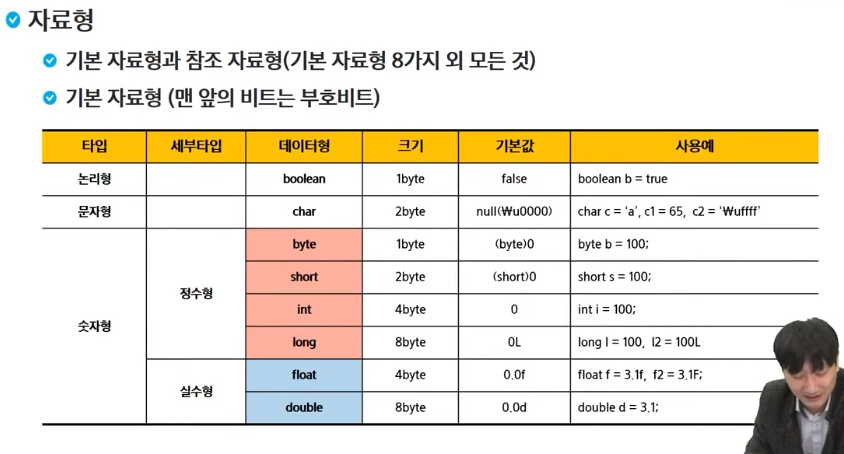 자료형
기본 자료형과 참조 자료형(기본 자료형 8가지 외 모든 것)
기본 자료형 (맨 앞의 비트는 부호비트)
타입 세부타입 데이터형 크기 기본값 사용예
논리형 boolean 1byte false boolean b = true
문자형 char 2byte null(₩u0000) char c = ‘a’, c1 = 65, c2 = ‘₩uffff’
숫자형 정수형 byte 1byte (byte)0 byte b = 100;
short 2byte (short)0 short s = 100;
int 4byte 0 int i = 100;
long 8byte 0L long l = 100, l2 = 100L
실수형 float 4byte 0.0f float f = 3.1f, f2 = 3.1F;
double 8byte 0.0d double d = 3.1;